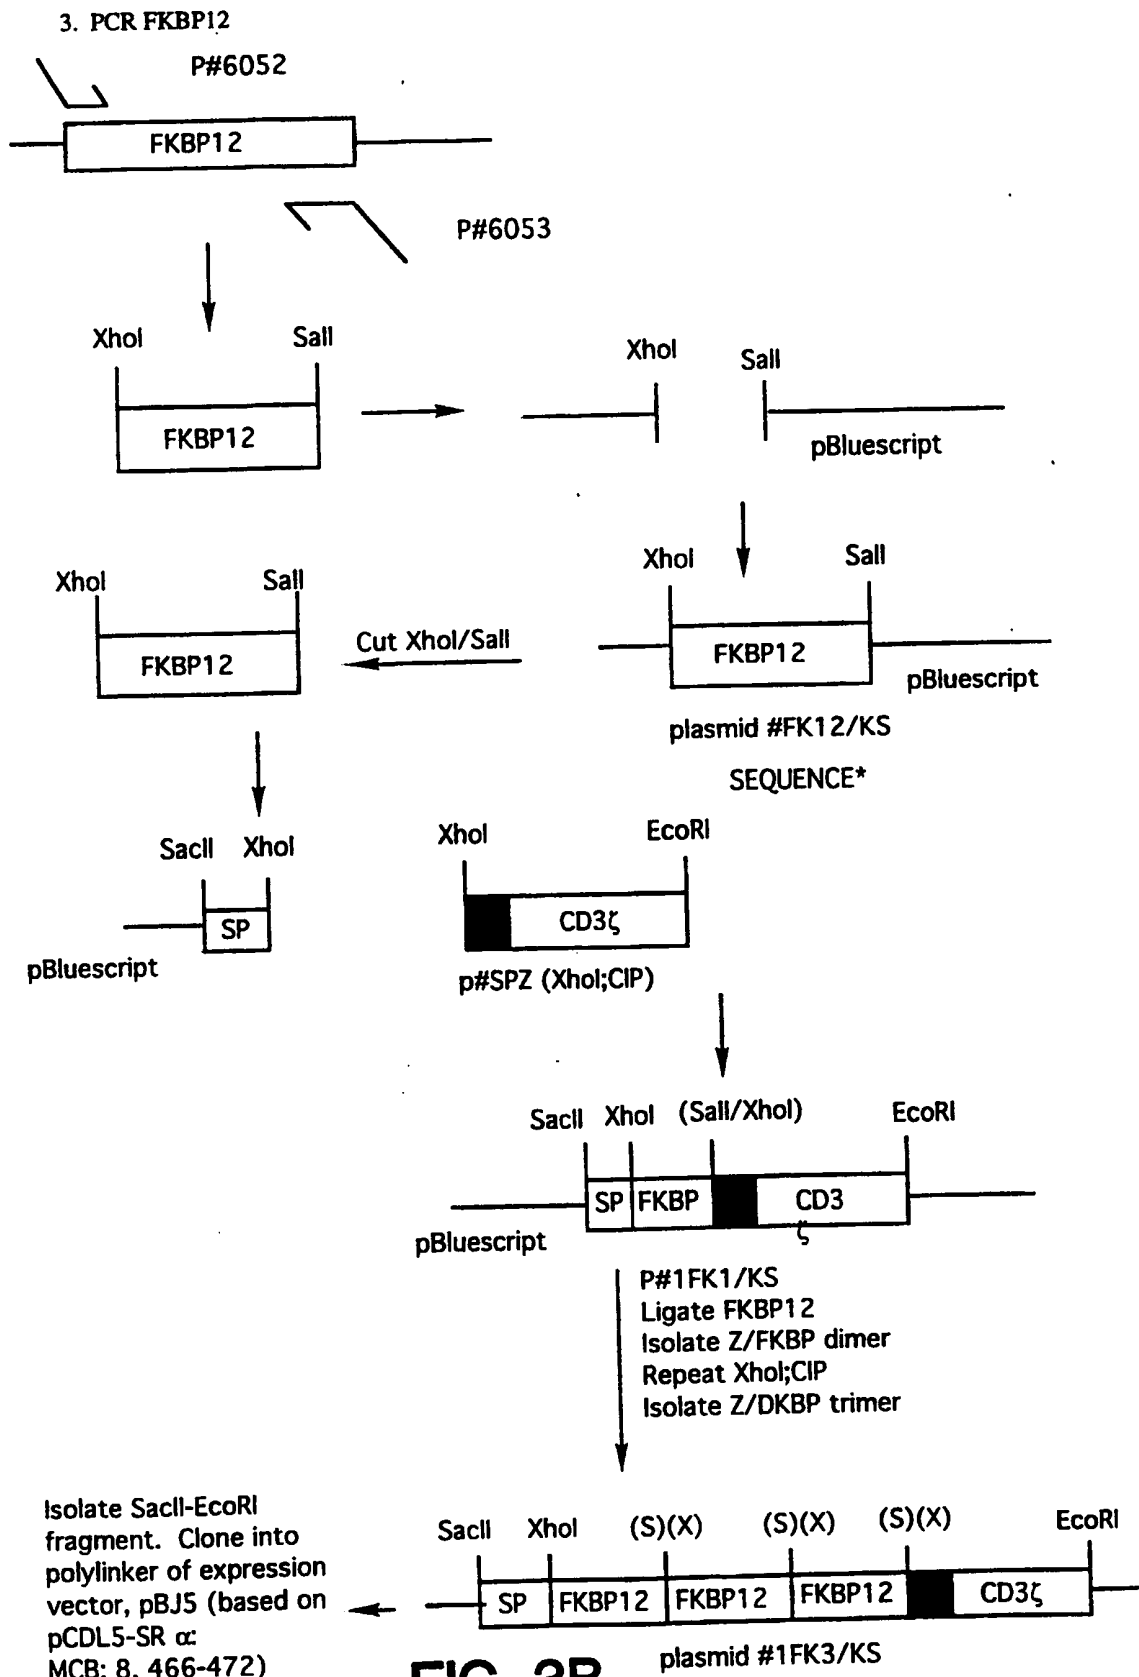 3. PCR FKBP12
P#6052
FKBP12
P#6053
XhoI SalI
FKBP12
XhoI SalI
pBluescript
XhoI SalI
FKBP12
pBluescript
plasmid #FK12/KS
SEQUENCE*
Cut XhoI/SalI
XhoI SalI
FKBP12
SacII XhoI
SP
pBluescript
XhoI EcoRI
CD3ζ
p#SPZ (XhoI;CIP)
SacII XhoI (SalI/XhoI) EcoRI
SP FKBP CD3
ζ
pBluescript
P#1FK1/KS
Ligate FKBP12
Isolate Z/FKBP dimer
Repeat XhoI;CIP
Isolate Z/DKBP trimer
SacII XhoI (S)(X) (S)(X) (S)(X) EcoRI
SP FKBP12 FKBP12 FKBP12 CD3ζ
plasmid #1FK3/KS
Isolate SacII-EcoRI
fragment. Clone into
polylinker of expression
vector, pBJ5 (based on
pCDL5-SR α:
MCB: 8, 466-472)
FIG. 3B